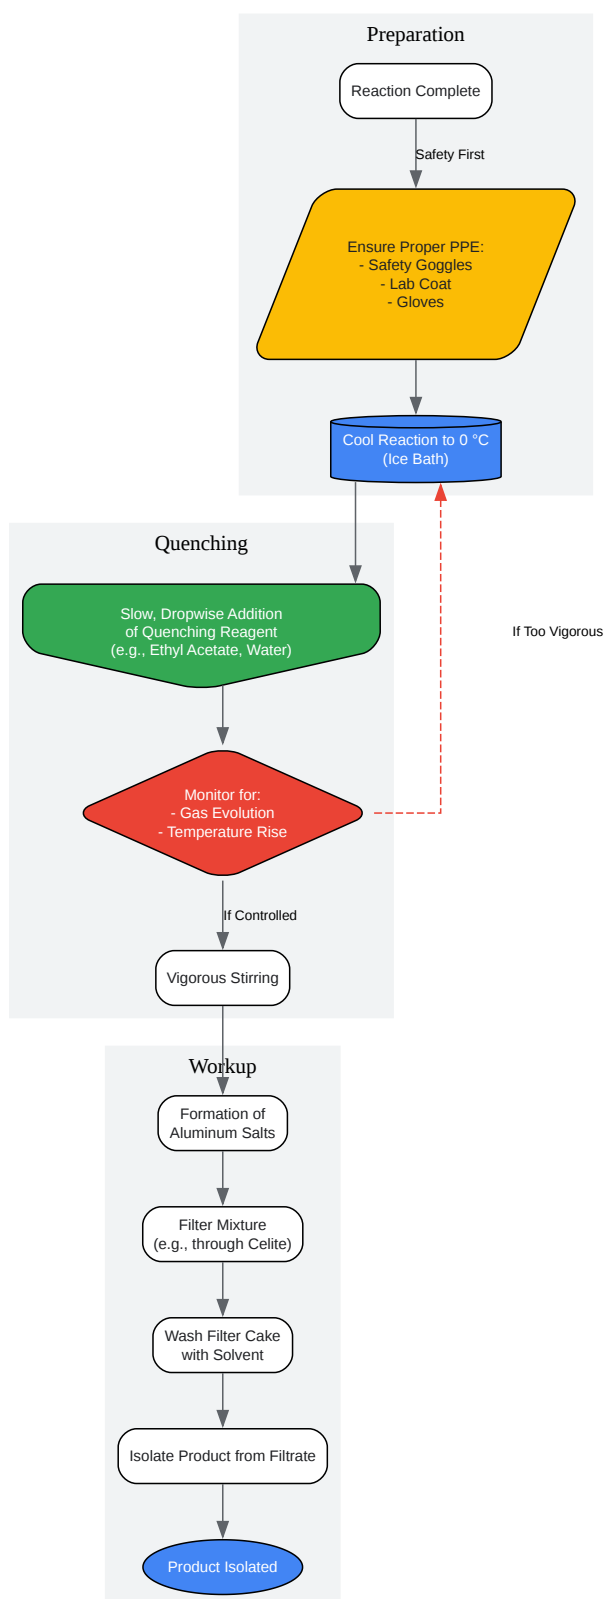 Preparation
Reaction Complete
Safety First
Ensure Proper PPE:
- Safety Goggles
- Lab Coat
- Gloves
Cool Reaction to 0 °C
(Ice Bath)
Quenching
Slow, Dropwise Addition
of Quenching Reagent
(e.g., Ethyl Acetate, Water)
If Too Vigorous
Monitor for:
- Gas Evolution
- Temperature Rise
If Controlled
Vigorous Stirring
Workup
Formation of
Aluminum Salts
Filter Mixture
(e.g., through Celite)
Wash Filter Cake
with Solvent
Isolate Product from Filtrate
Product Isolated